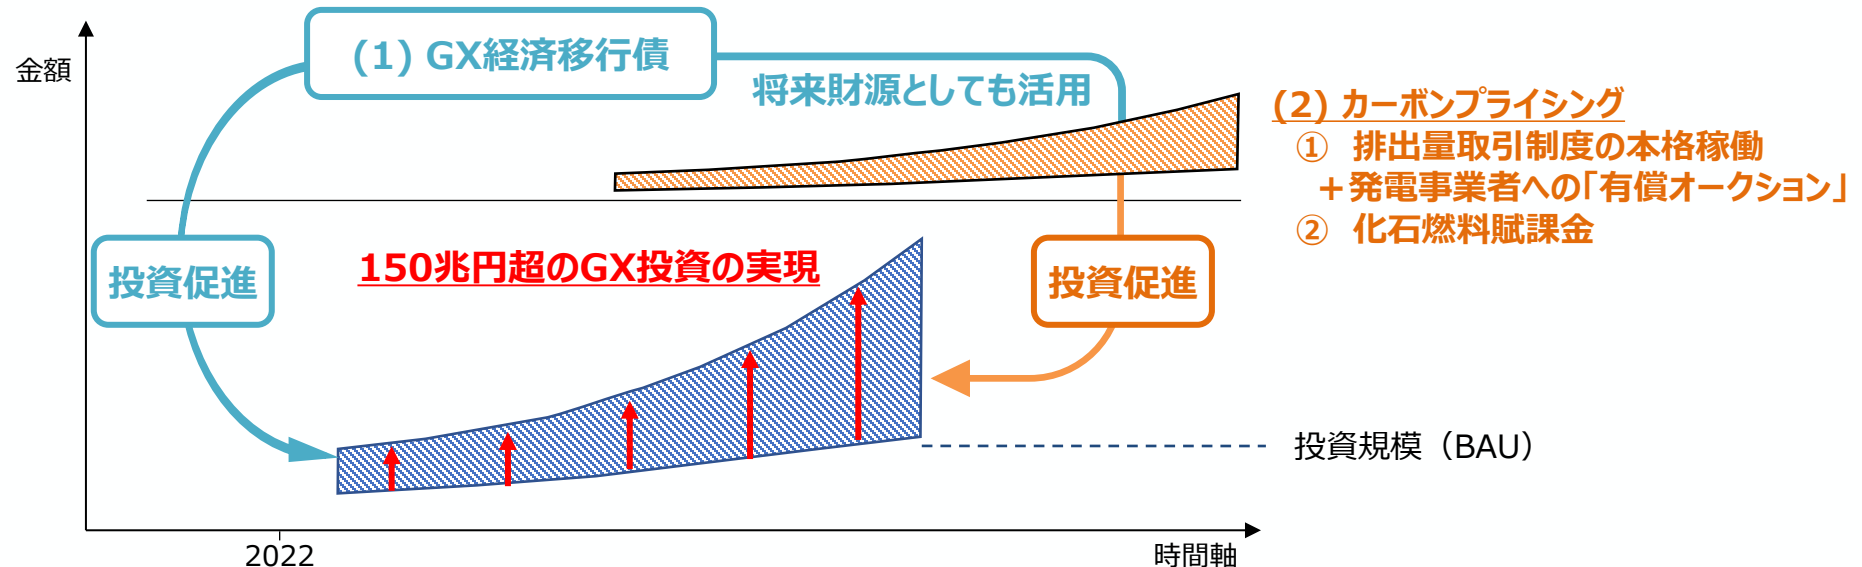 金額
(1) GX経済移行債
将来財源としても活用
(2) カーボンプライシング
① 排出量取引制度の本格稼働
＋発電事業者への「有償オークション」
② 化石燃料賦課金
投資促進
150兆円超のGX投資の実現
投資促進
投資規模（BAU）
2022
時間軸